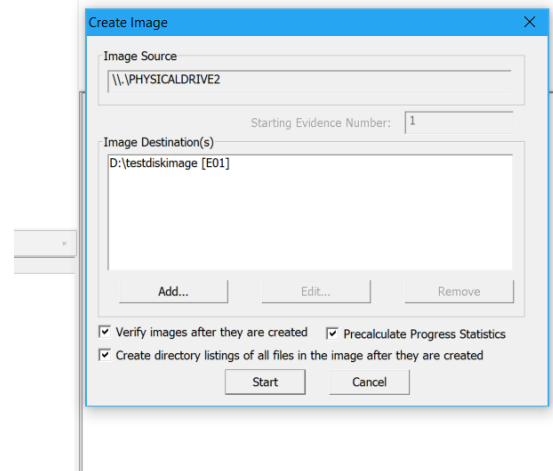 Create Image
Image Source
\\.\PHYSICALDRIVE2
Starting Evidence Number: 1
Image Destination(s)
D:\testdiskimage [E01]
Add... Edit... Remove
Verify images after they are created Precalculate Progress Statistics
Create directory listings of all files in the image after they are created
Start Cancel